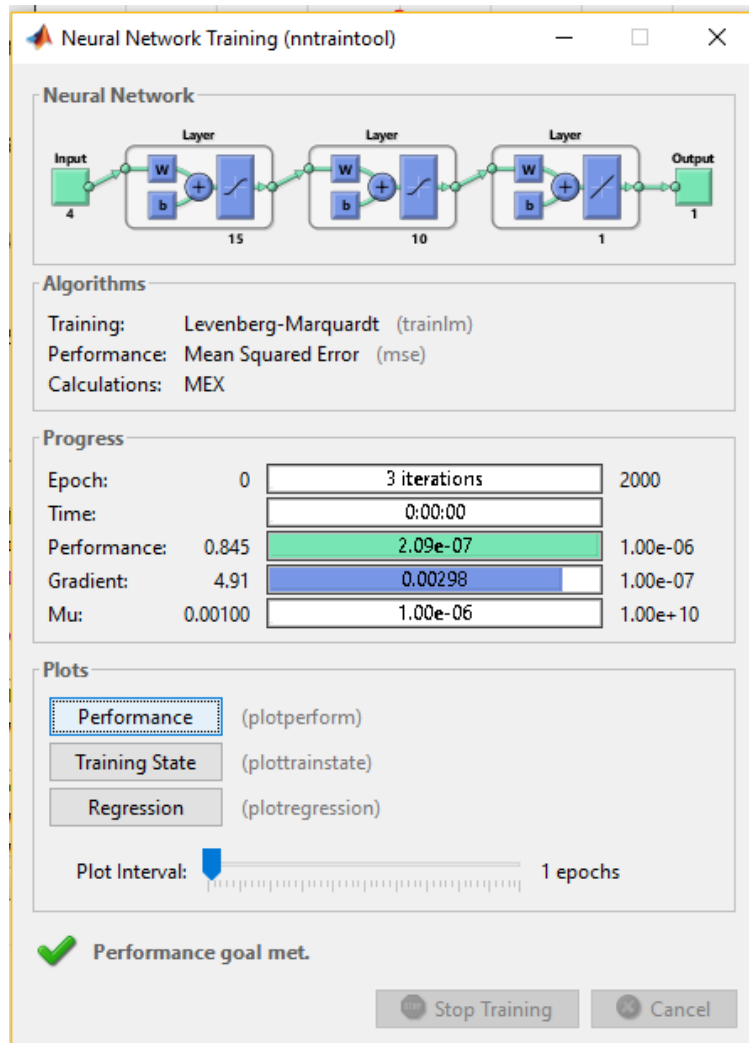 Neural Network Training (nntraintool)
Neural Network
Layer Layer Layer
Input Output
W W W
b b b
4 1
15 10 1
Algorithms
Training: Levenberg-Marquardt (trainlm)
Performance: Mean Squared Error (mse)
Calculations: MEX
Progress
Epoch: 0 3 iterations 2000
Time: 0:00:00
Performance: 0.845 2.09e-07 1.00e-06
Gradient: 4.91 0.00298 1.00e-07
Mu: 0.00100 1.00e-06 1.00e+10
Plots
Performance (plotperform)
Training State (plottrainstate)
Regression (plotregression)
Plot Interval: 1 epochs
Performance goal met.
STOP Stop Training Cancel